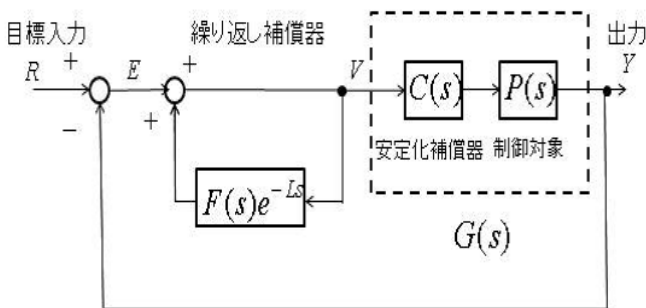 目標入力
繰り返し補償器
出力
R
+
E
+
V
C(s)
P(s)
Y
−
+
安定化補償器
制御対象
F(s)e^{-Ls}
G(s)